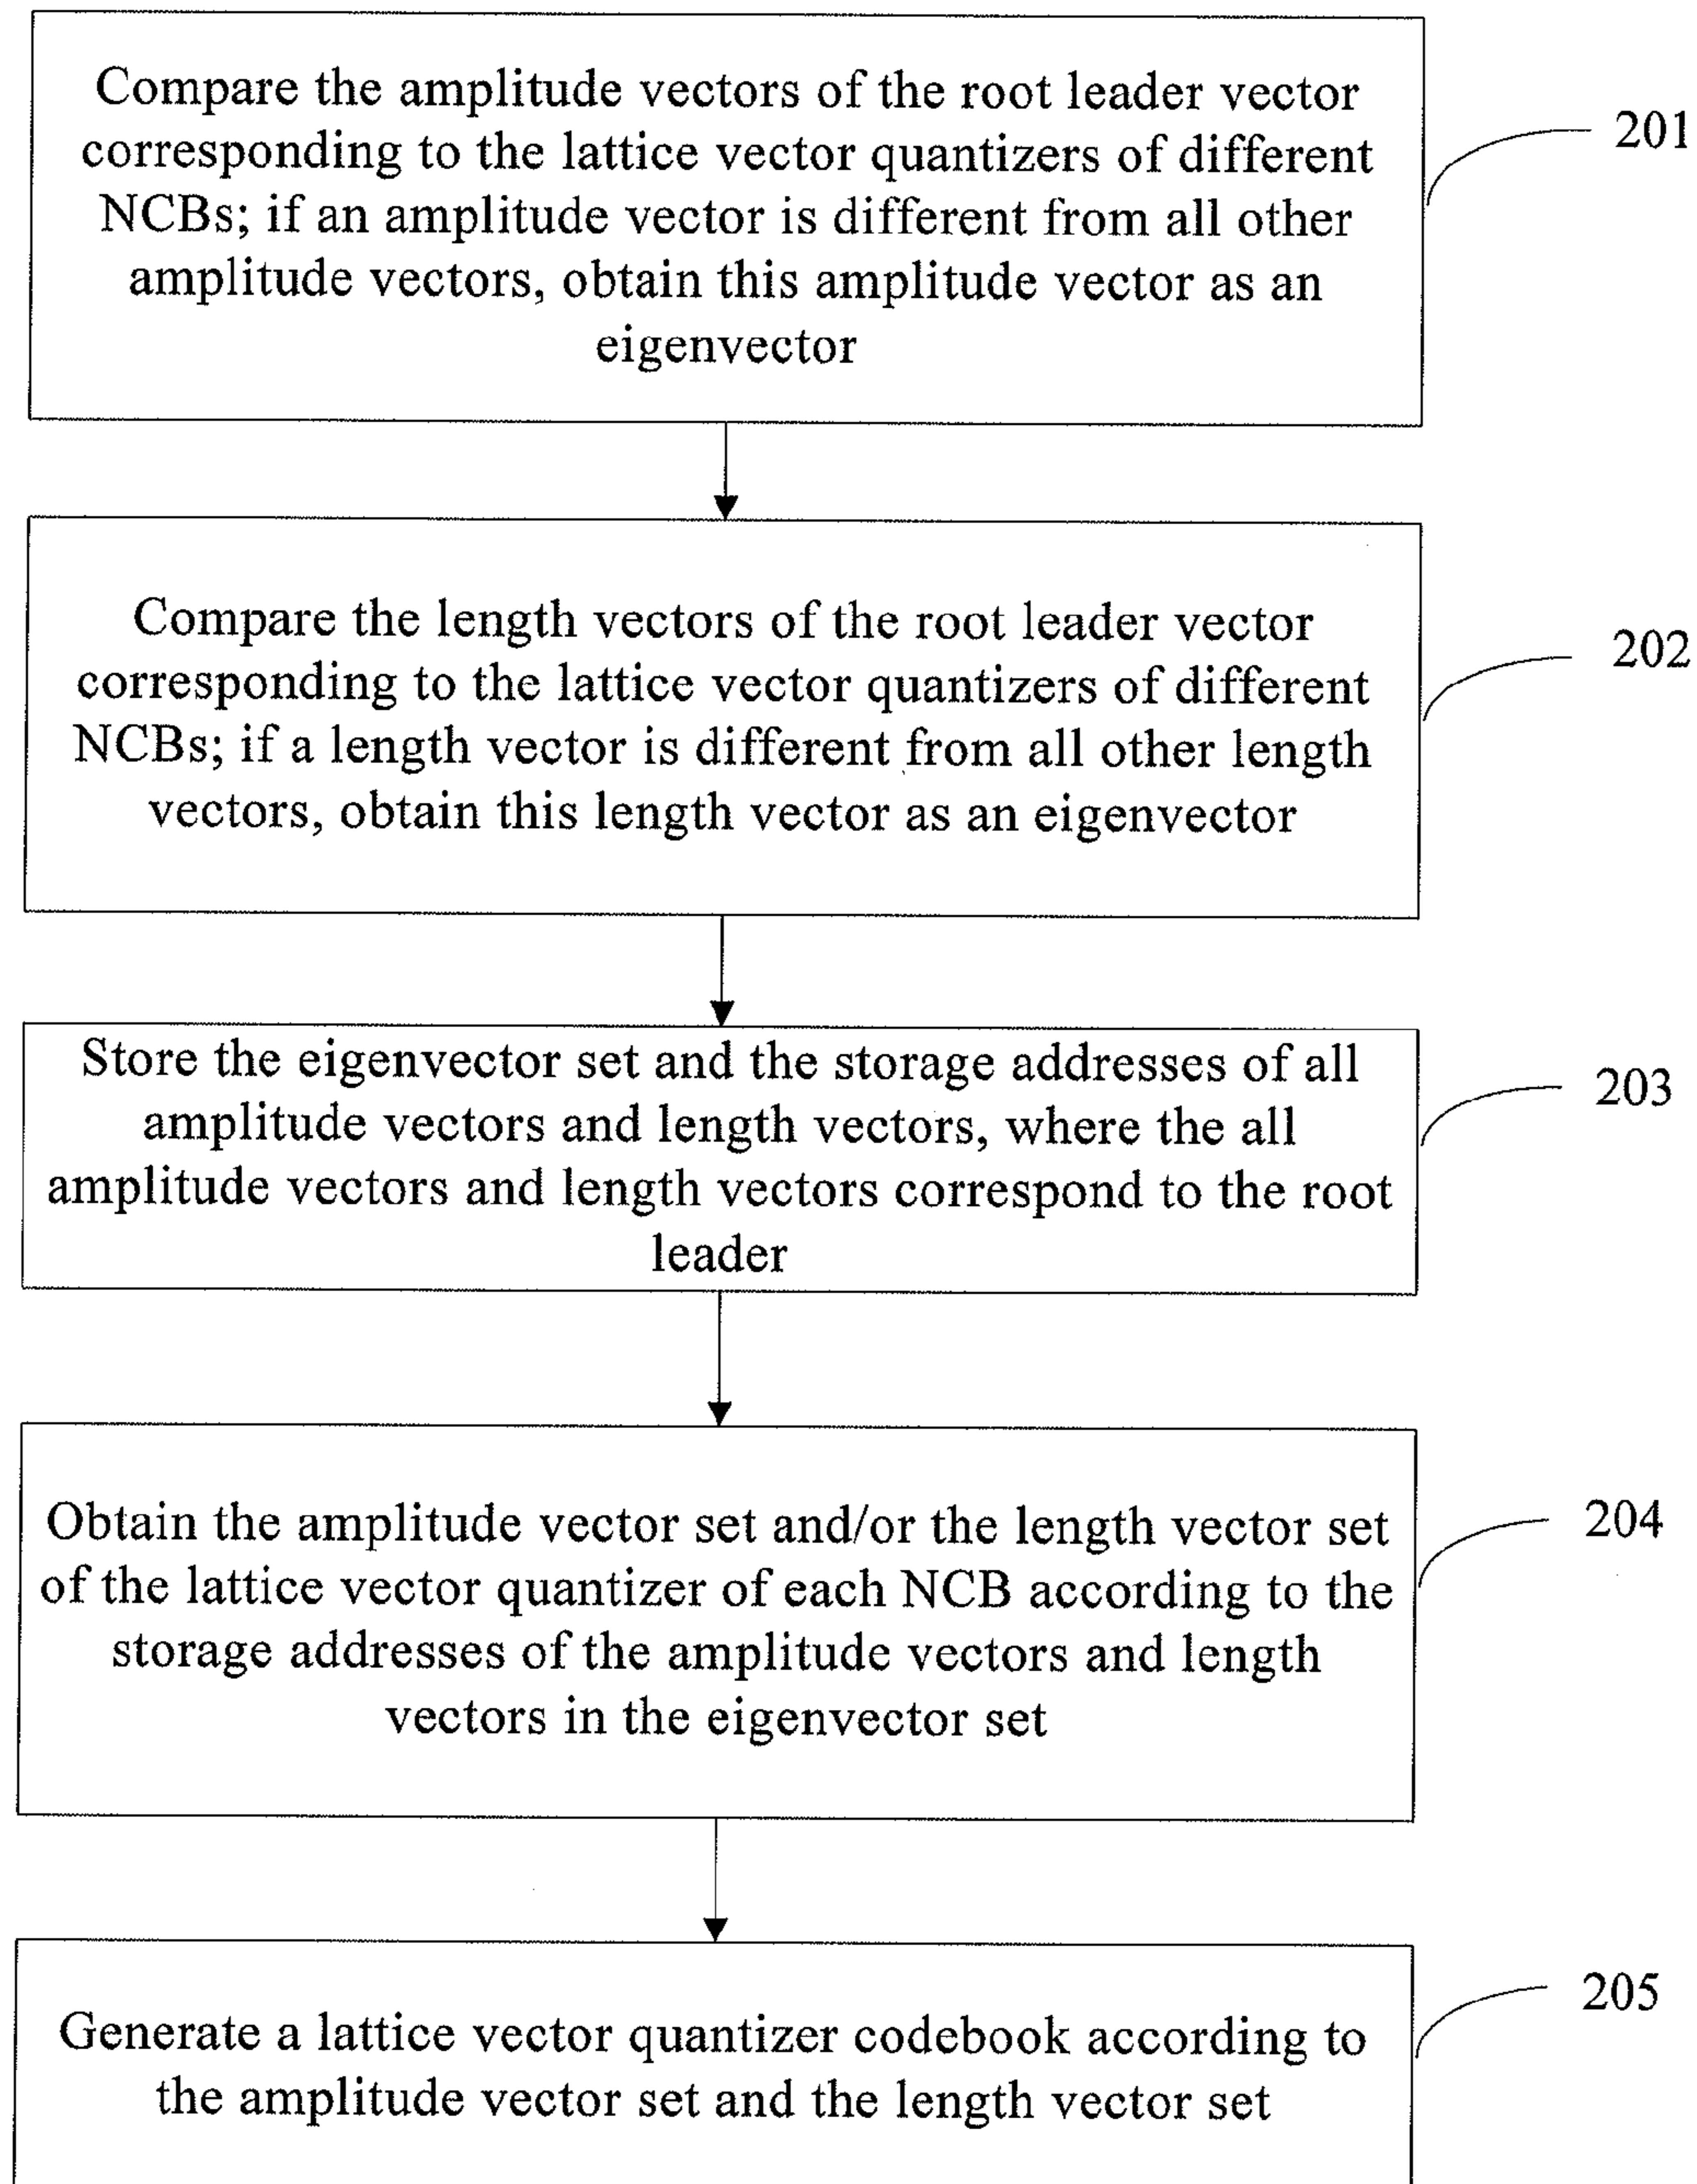 Compare the amplitude vectors of the root leader vector
corresponding to the lattice vector quantizers of different
NCBs; if an amplitude vector is different from all other
amplitude vectors, obtain this amplitude vector as an
eigenvector
201
Compare the length vectors of the root leader vector
corresponding to the lattice vector quantizers of different
NCBs; if a length vector is different from all other length
vectors, obtain this length vector as an eigenvector
202
Store the eigenvector set and the storage addresses of all
amplitude vectors and length vectors, where the all
amplitude vectors and length vectors correspond to the root
leader
203
Obtain the amplitude vector set and/or the length vector set
of the lattice vector quantizer of each NCB according to the
storage addresses of the amplitude vectors and length
vectors in the eigenvector set
204
Generate a lattice vector quantizer codebook according to
the amplitude vector set and the length vector set
205